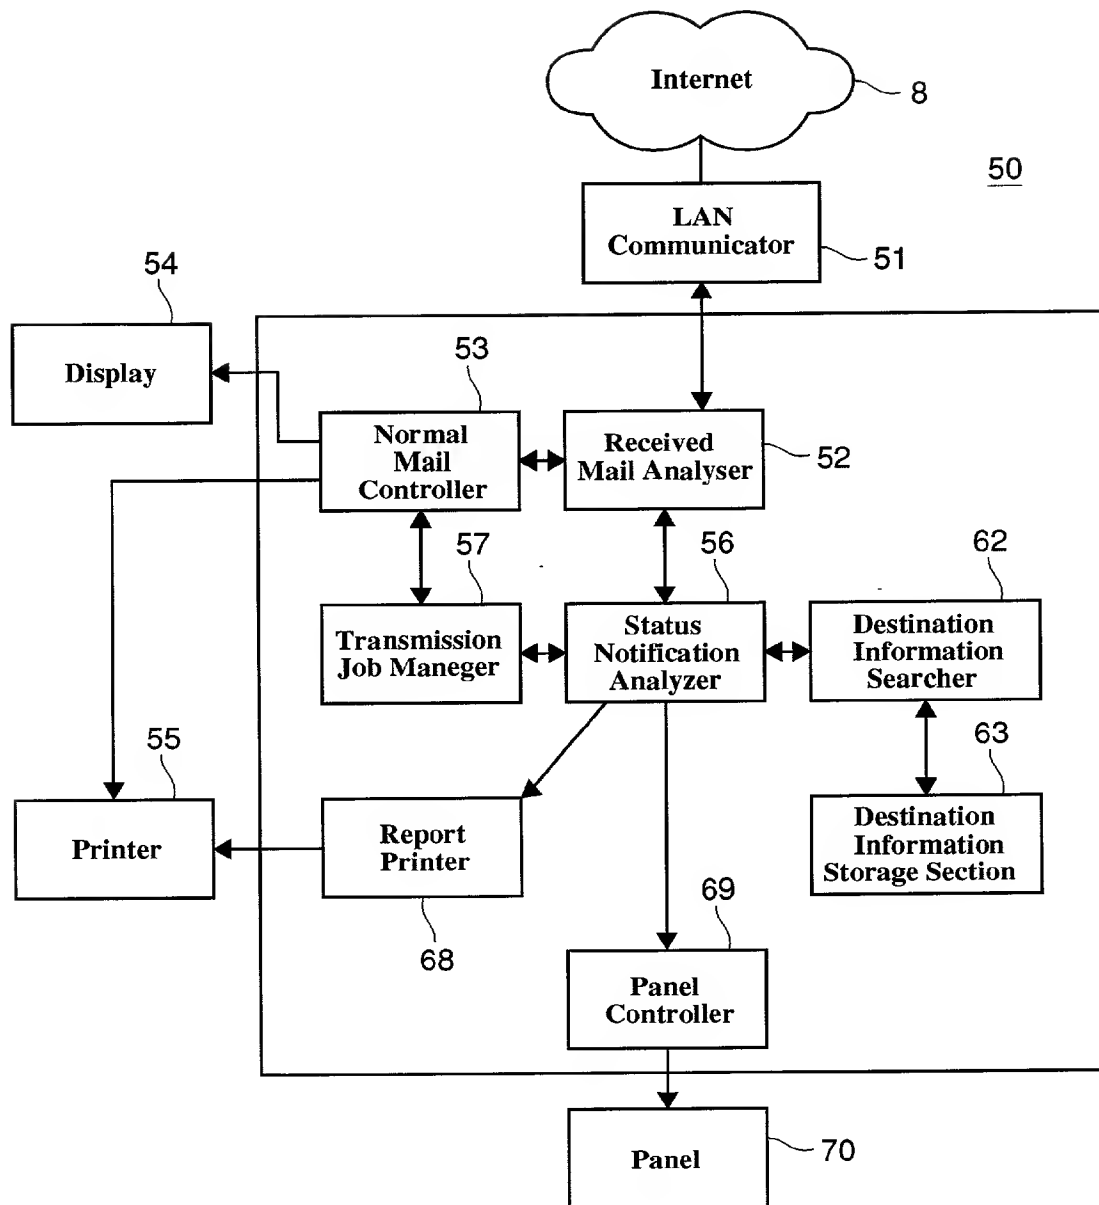 Internet
8
50
LAN
Communicator
51
54
Display
53
Normal
Mail
Controller
Received
Mail Analyser
52
57
Transmission
Job Maneger
56
Status
Notification
Analyzer
62
Destination
Information
Searcher
63
Destination
Information
Storage Section
55
Printer
Report
Printer
68
69
Panel
Controller
Panel
70